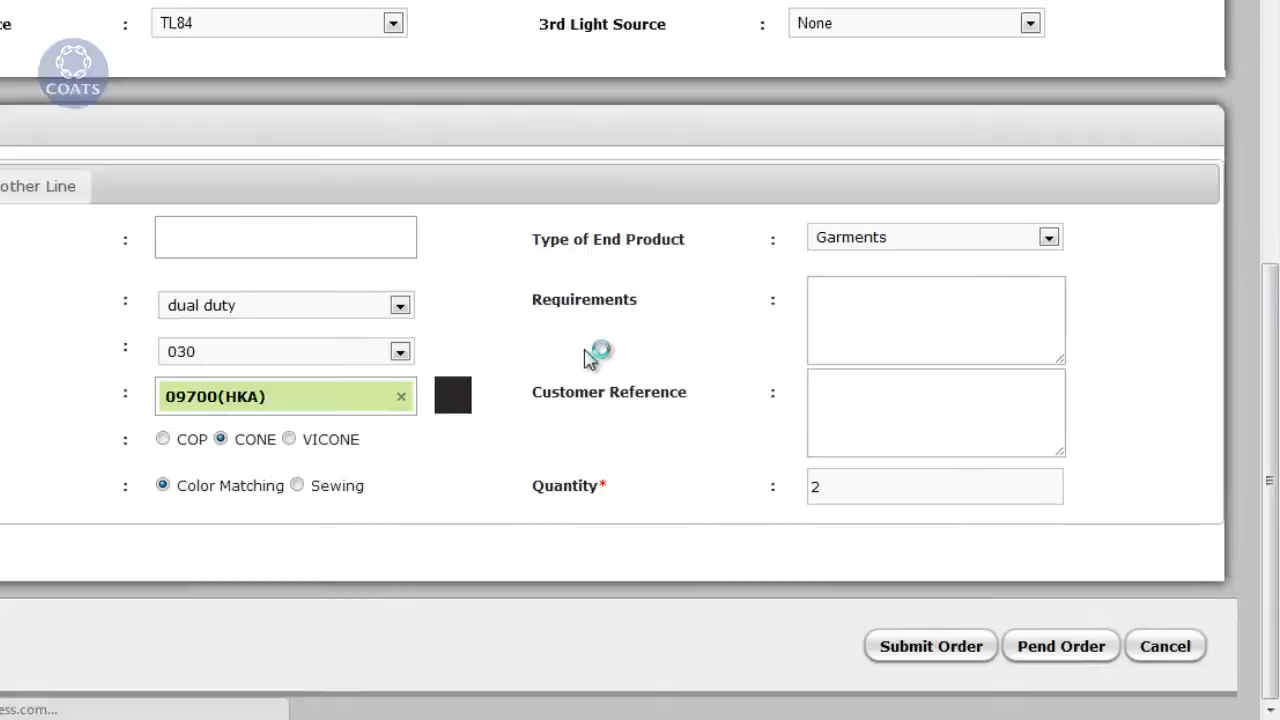 ce : TL84 3rd Light Source : None
COATS
other Line
: Type of End Product : Garments
: dual duty Requirements :
: 030
: 09700(HKA) × Customer Reference :
: COP CONE VICONE
: Color Matching Sewing Quantity* : 2
Submit Order Pend Order Cancel
ess.com...